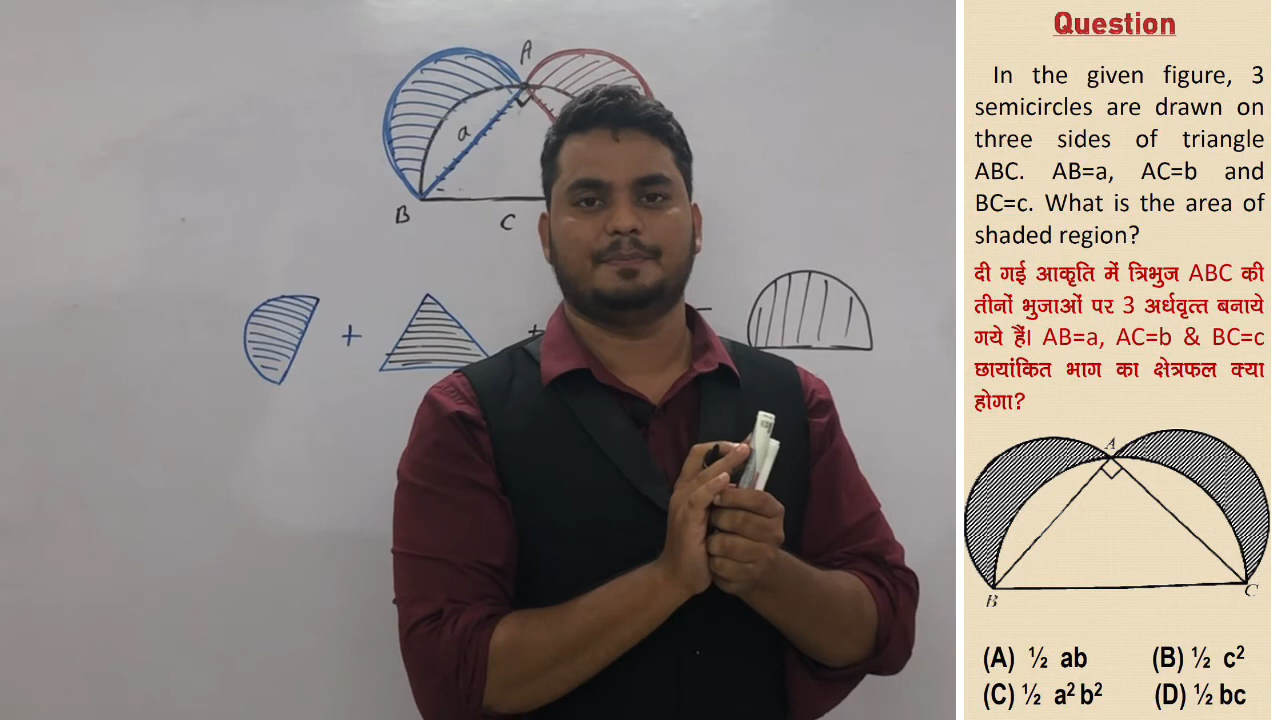 A
a
B
C
+
+
Question
In the given figure, 3
semicircles are drawn on
three sides of triangle
ABC. AB=a, AC=b and
BC=c. What is the area of
shaded region?
दी गई आकृति में त्रिभुज ABC की
तीनों भुजाओं पर 3 अर्धवृत्त बनाये
गये हैं। AB=a, AC=b & BC=c
छायांकित भाग का क्षेत्रफल क्या
होगा?
A
B
C
(A) ½ ab (B) ½ c²
(C) ½ a² b² (D) ½ bc